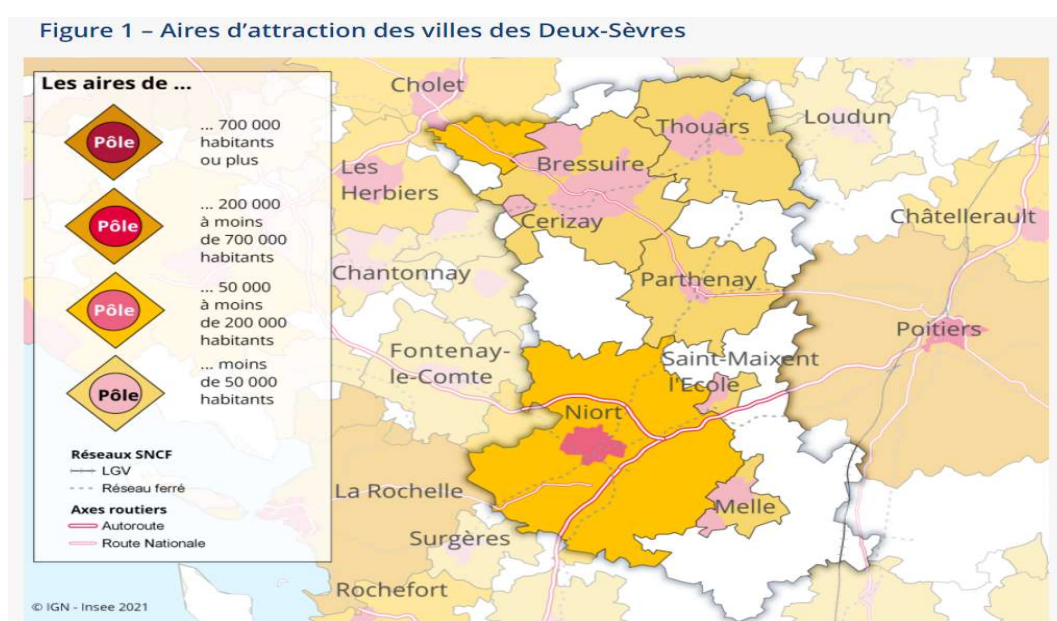 Figure 1 – Aires d’attraction des villes des Deux-Sèvres
Les aires de ...
Pôle
... 700 000
habitants
ou plus
Pôle
... 200 000
à moins
de 700 000
habitants
Pôle
... 50 000
à moins
de 200 000
habitants
Pôle
... moins
de 50 000
habitants
Réseaux SNCF
LGV
Réseau ferré
Axes routiers
Autoroute
Route Nationale
© IGN - Insee 2021
Cholet
Thouars
Loudun
Bressuire
Les
Herbiers
Cerizay
Châtellerault
Chantonnay
Parthenay
Poitiers
Fontenay-
le-Comte
Saint-Maixent
l'Ecole
Niort
La Rochelle
Melle
Surgères
Rochefort